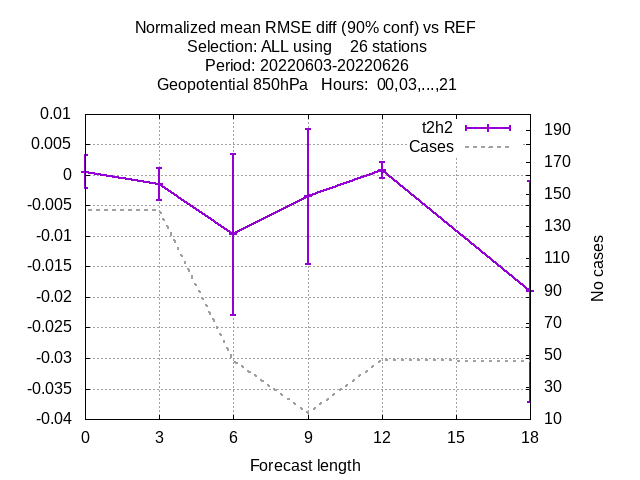 Normalized mean RMSE diff (90% conf) vs REF
Selection: ALL using 26 stations
Period: 20220603-20220626
Geopotential 850hPa Hours: 00,03,...,21
t2h2
Cases
0.01
0.005
0
-0.005
-0.01
-0.015
-0.02
-0.025
-0.03
-0.035
-0.04
190
170
150
130
110
90
70
50
30
10
No cases
0 3 6 9 12 15 18
Forecast length